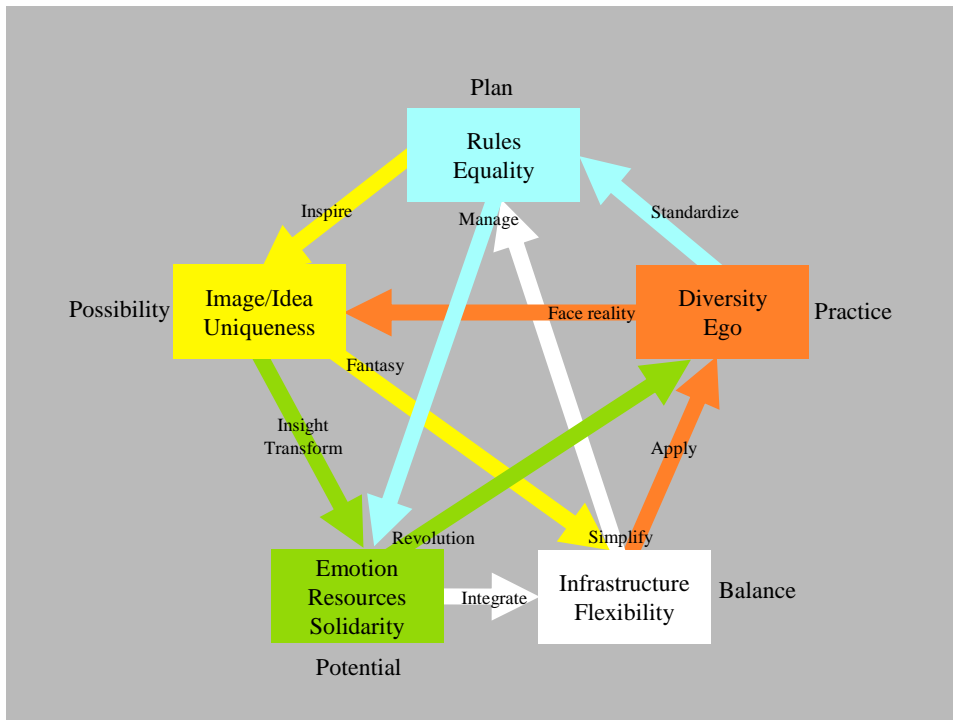 Plan
Rules
Equality
Inspire
Manage
Standardize
Possibility
Image/Idea
Uniqueness
Face reality
Diversity
Ego
Practice
Fantasy
Insight
Transform
Apply
Revolution
Simplify
Emotion
Resources
Solidarity
Integrate
Infrastructure
Flexibility
Balance
Potential